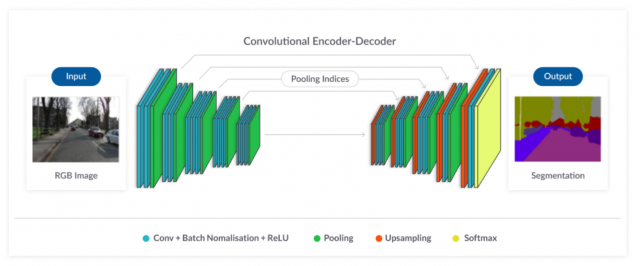 Convolutional Encoder-Decoder
Input
Pooling Indices
Output
RGB Image
Segmentation
Conv + Batch Nomalisation + ReLU
Pooling
Upsampling
Softmax